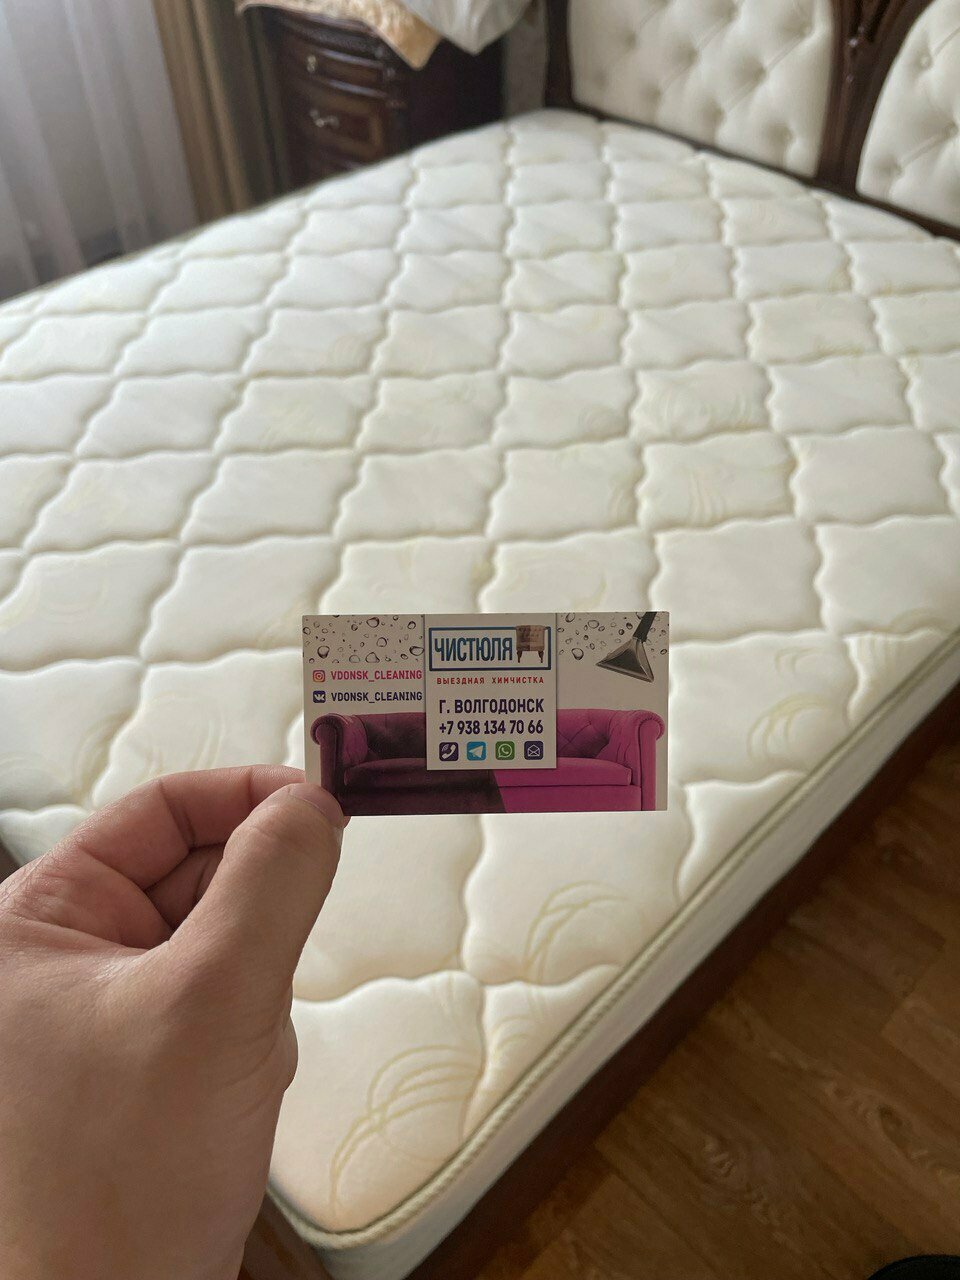 VDONSK_CLEANING
VDONSK_CLEANING
ЧИСТЮЛЯ
ВЫЕЗДНАЯ ХИМЧИСТКА
Г. ВОЛГОДОНСК
+7 938 134 70 66